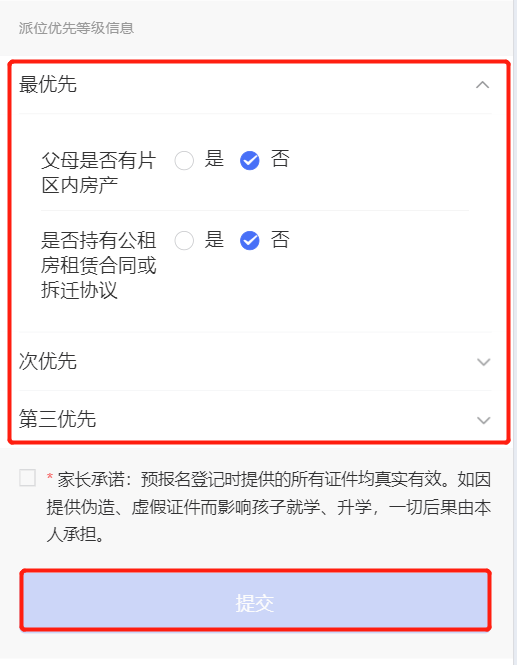 派位优先等级信息
最优先
父母是否有片 是 否
区内房产
是否持有公租 是 否
房租赁合同或
拆迁协议
次优先
第三优先
* 家长承诺：预报名登记时提供的所有证件均真实有效。如因
提供伪造、虚假证件而影响孩子就学、升学，一切后果由本
人承担。
提交